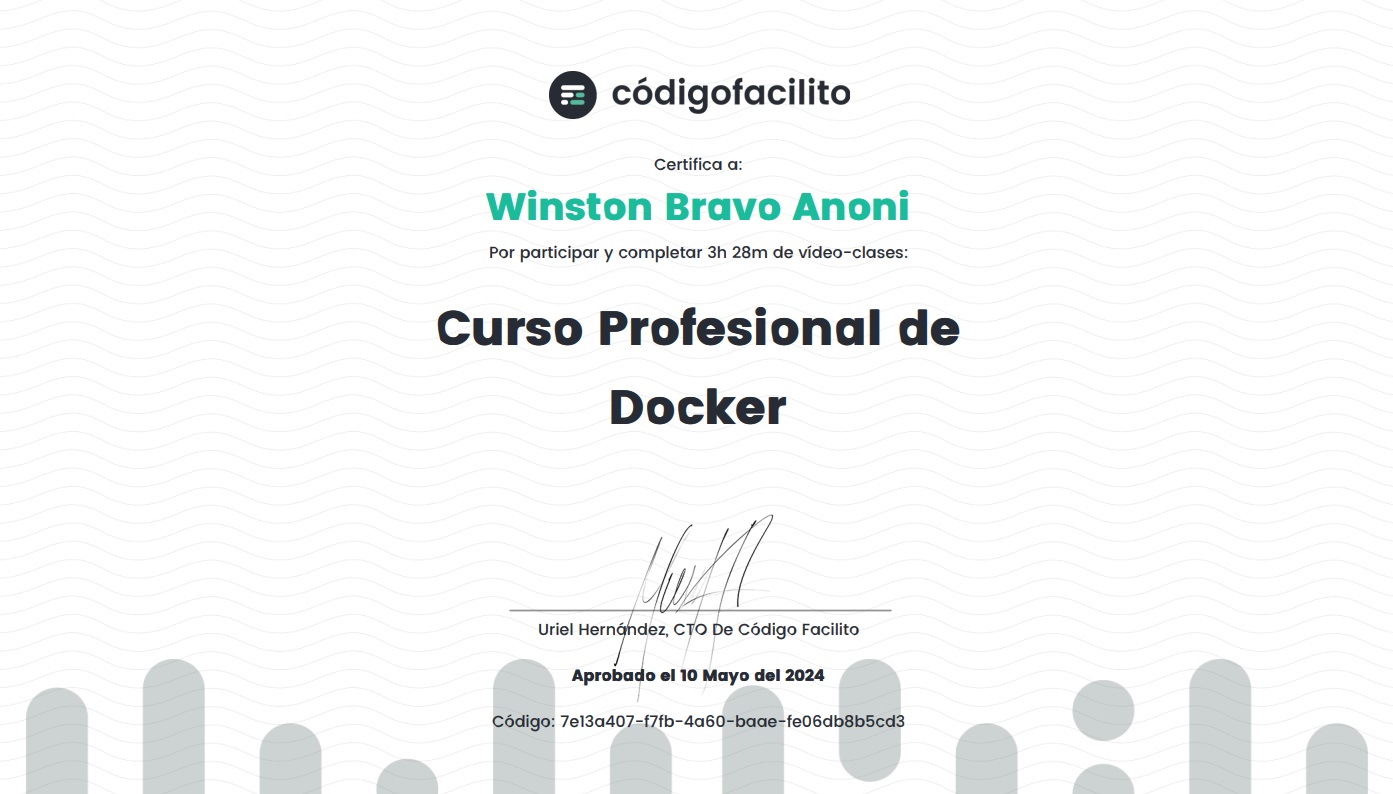 códigofacilito
Certifica a:
Winston Bravo Anoni
Por participar y completar 3h 28m de vídeo-clases:
Curso Profesional de
Docker
Uriel Hernández, CTO De Código Facilito
Aprobado el 10 Mayo del 2024
Código: 7e13a407-f7fb-4a60-baae-fe06db8b5cd3